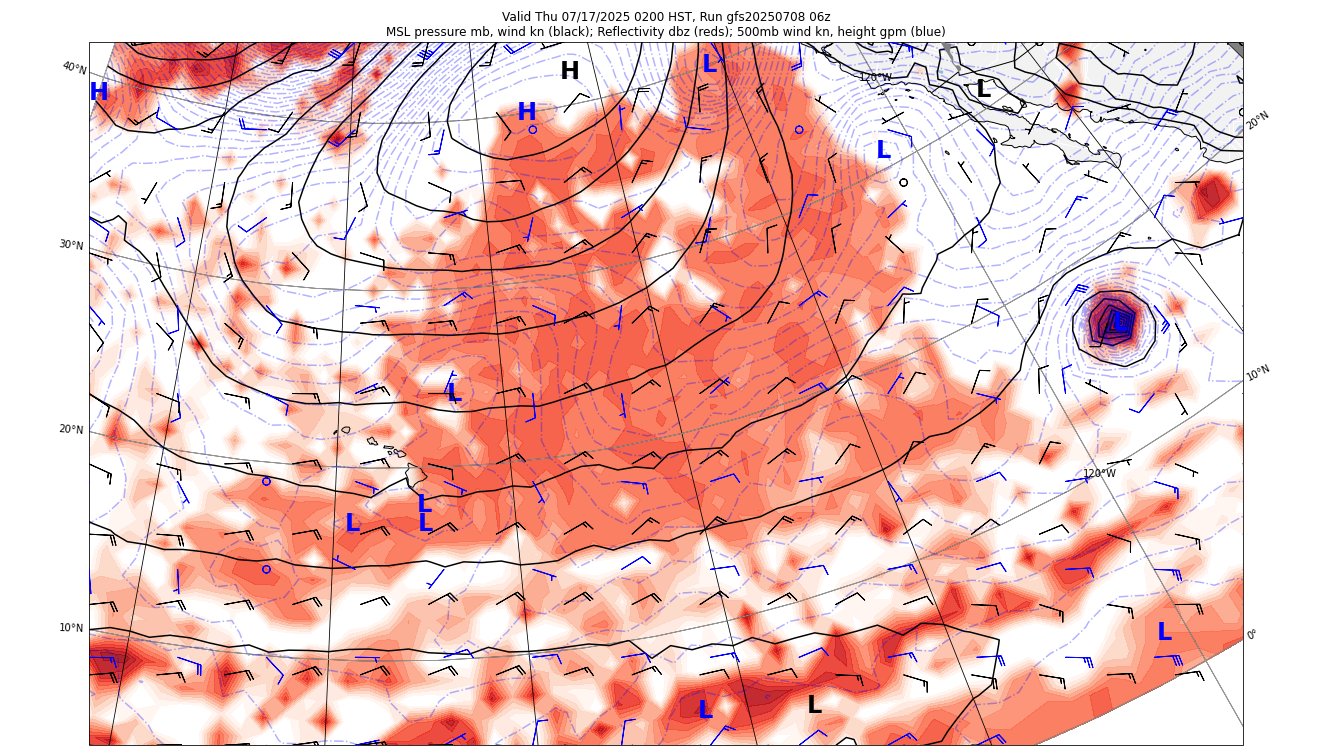 Valid Thu 07/17/2025 0200 HST, Run gfs20250708 06z
MSL pressure mb, wind kn (black); Reflectivity dbz (reds); 500mb wind kn, height gpm (blue)
40°N
H
H
H
L
120°W
L
L
20°N
30°N
10°N
L
20°N
120°W
L
L
L
10°N
L
0°
L
L